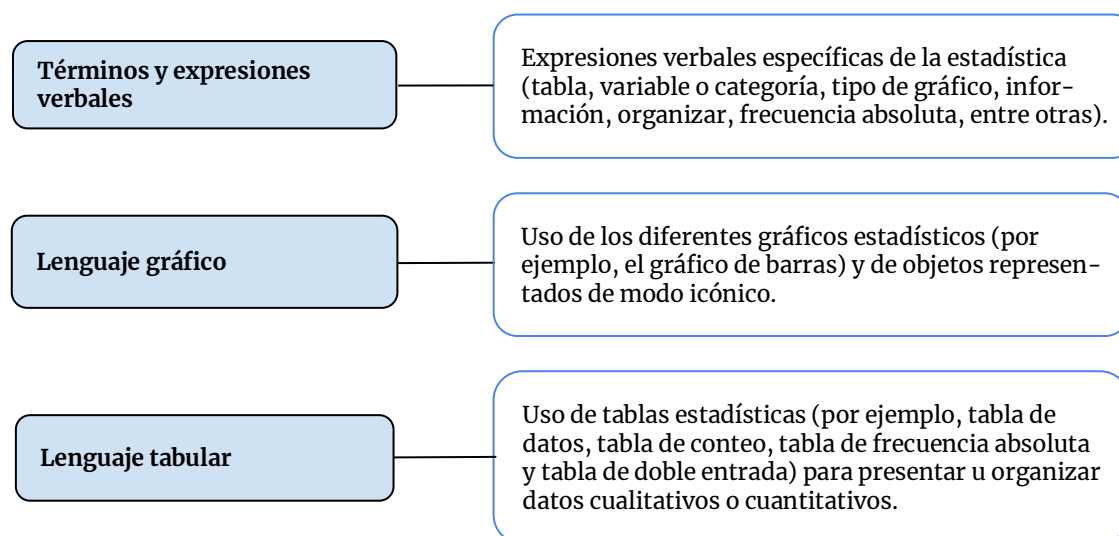 Términos y expresiones
verbales
Expresiones verbales específicas de la estadística
(tabla, variable o categoría, tipo de gráfico, infor-
mación, organizar, frecuencia absoluta, entre otras).
Lenguaje gráfico
Uso de los diferentes gráficos estadísticos (por
ejemplo, el gráfico de barras) y de objetos represen-
tados de modo icónico.
Lenguaje tabular
Uso de tablas estadísticas (por ejemplo, tabla de
datos, tabla de conteo, tabla de frecuencia absoluta
y tabla de doble entrada) para presentar u organizar
datos cualitativos o cuantitativos.